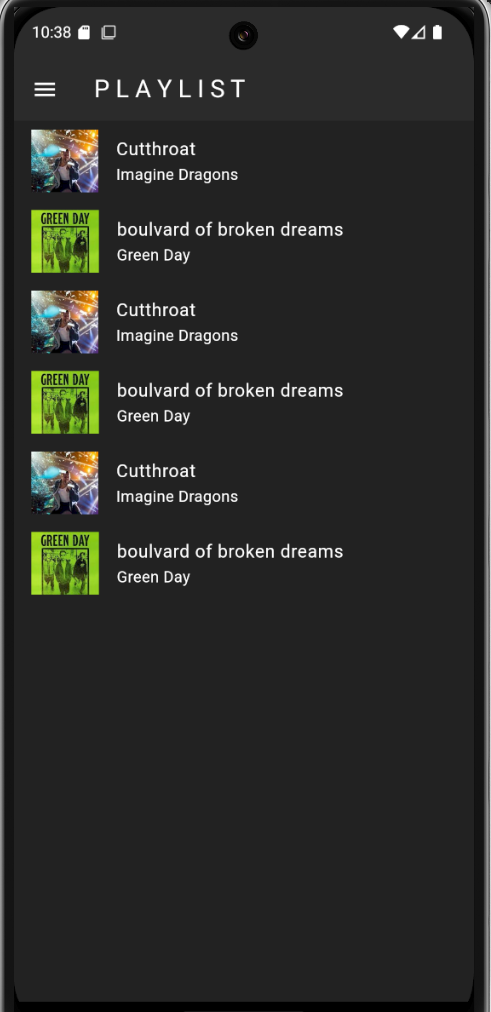 10:38
PLAYLIST
Cutthroat
Imagine Dragons
GREEN DAY
boulvard of broken dreams
Green Day
Cutthroat
Imagine Dragons
GREEN DAY
boulvard of broken dreams
Green Day
Cutthroat
Imagine Dragons
GREEN DAY
boulvard of broken dreams
Green Day